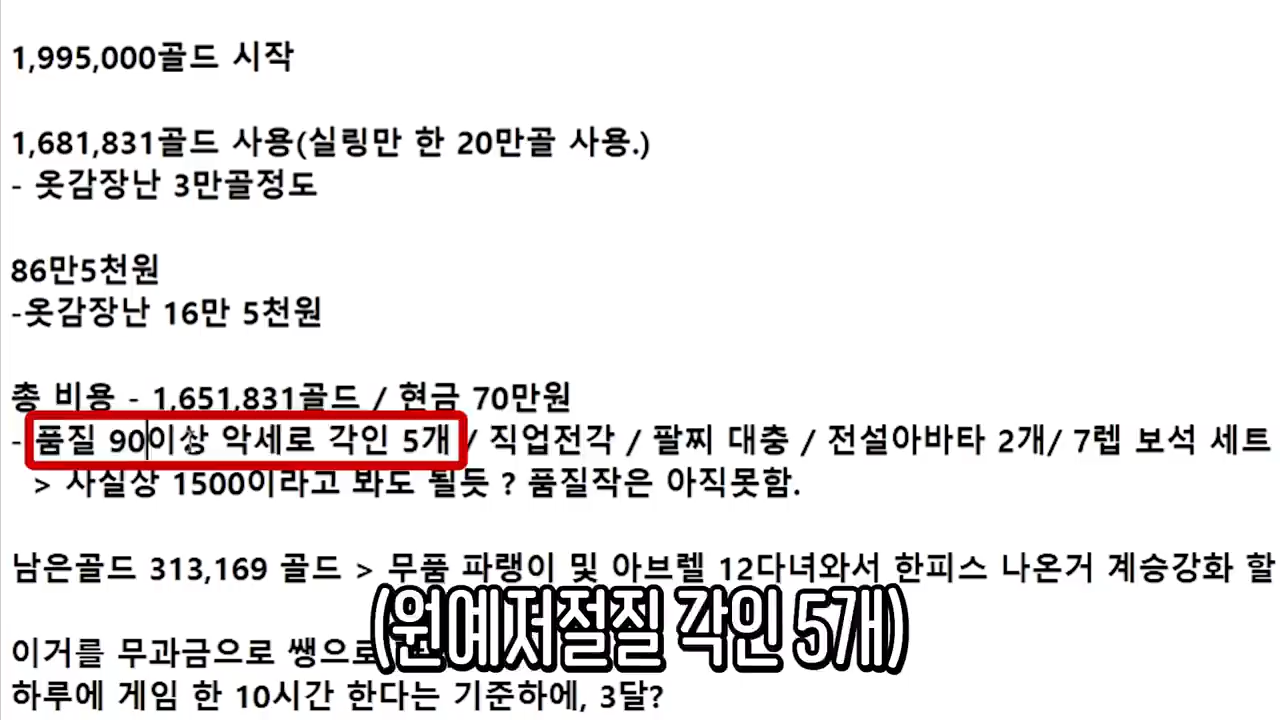 1,995,000골드 시작
1,681,831골드 사용(실링만 한 20만골 사용.)
- 옷감장난 3만골정도
86만5천원
-옷감장난 16만 5천원
총 비용 - 1,651,831골드 / 현금 70만원
- 품질 90이상 악세로 각인 5개 / 직업전각 / 팔찌 대충 / 전설아바타 2개/ 7렙 보석 세트
> 사실상 1500이라고 봐도 될듯 ? 품질작은 아직못함.
남은골드 313,169 골드 > 무품 파랭이 및 아브렐 12다녀와서 한피스 나온거 계승강화 할
(원예저절질 각인 5개)
이거를 무과금으로 쌩으로
하루에 게임 한 10시간 한다는 기준하에, 3달?